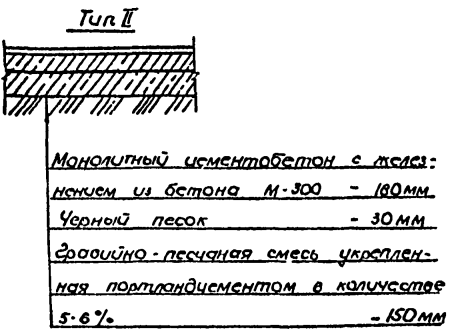 Тип II
Монолитный цементобетон с желез-
нением из бетона М-300 - 180мм
Черный песок - 30мм
Гравийно-песчаная смесь укреплен-
ная портландцементом в количестве
5-6% - 150мм